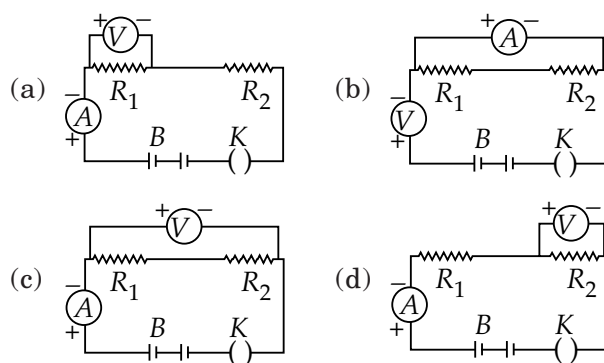 (a) + V − − A + R1 R2 B K ( )
(b) + A − − V + R1 R2 B K ( )
(c) + V − − A + R1 R2 B K ( )
(d) + V − − A + R1 R2 B K ( )